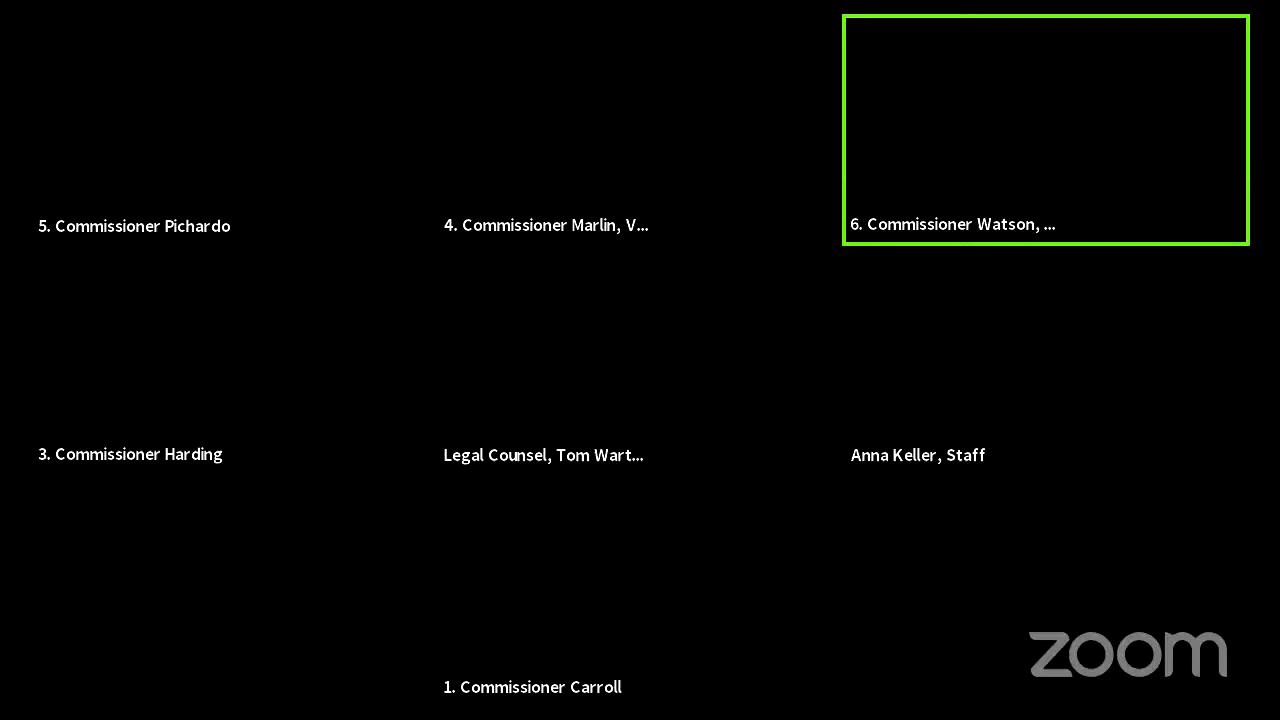 5. Commissioner Pichardo
4. Commissioner Marlin, V...
6. Commissioner Watson, ...
3. Commissioner Harding
Legal Counsel, Tom Wart...
Anna Keller, Staff
1. Commissioner Carroll
zoom